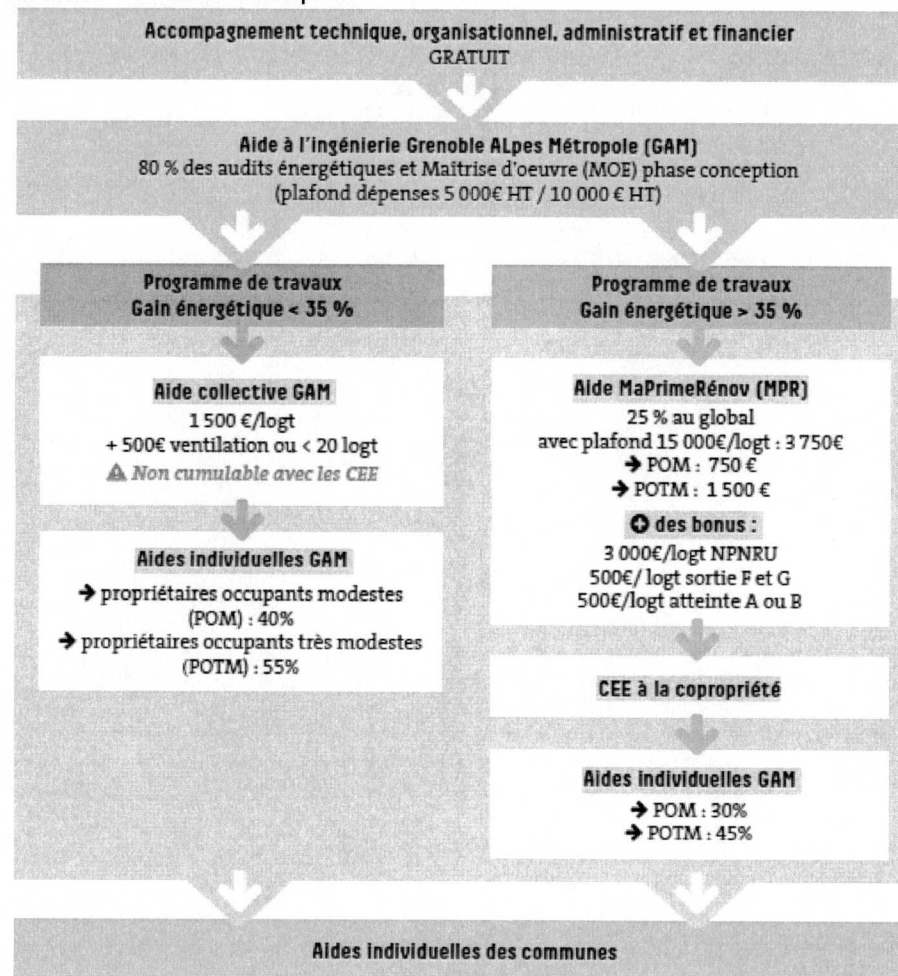 Accompagnement technique, organisationnel, administratif et financier
GRATUIT
Aide à l'ingénierie Grenoble ALpes Métropole (GAM)
80 % des audits énergétiques et Maîtrise d'oeuvre (MOE) phase conception
(plafond dépenses 5 000€ HT / 10 000 € HT)
Programme de travaux
Gain énergétique < 35 %
Aide collective GAM
1 500 €/logt
+ 500€ ventilation ou < 20 logt
Non cumulable avec les CEE
Aides individuelles GAM
➔ propriétaires occupants modestes
(POM) : 40%
➔ propriétaires occupants très modestes
(POTM) : 55%
Programme de travaux
Gain énergétique > 35 %
Aide MaPrimeRénov (MPR)
25 % au global
avec plafond 15 000€/logt : 3 750€
➔ POM : 750 €
➔ POTM : 1 500 €
+ des bonus :
3 000€/logt NPNRU
500€/ logt sortie F et G
500€/logt atteinte A ou B
CEE à la copropriété
Aides individuelles GAM
➔ POM : 30%
➔ POTM : 45%
Aides individuelles des communes